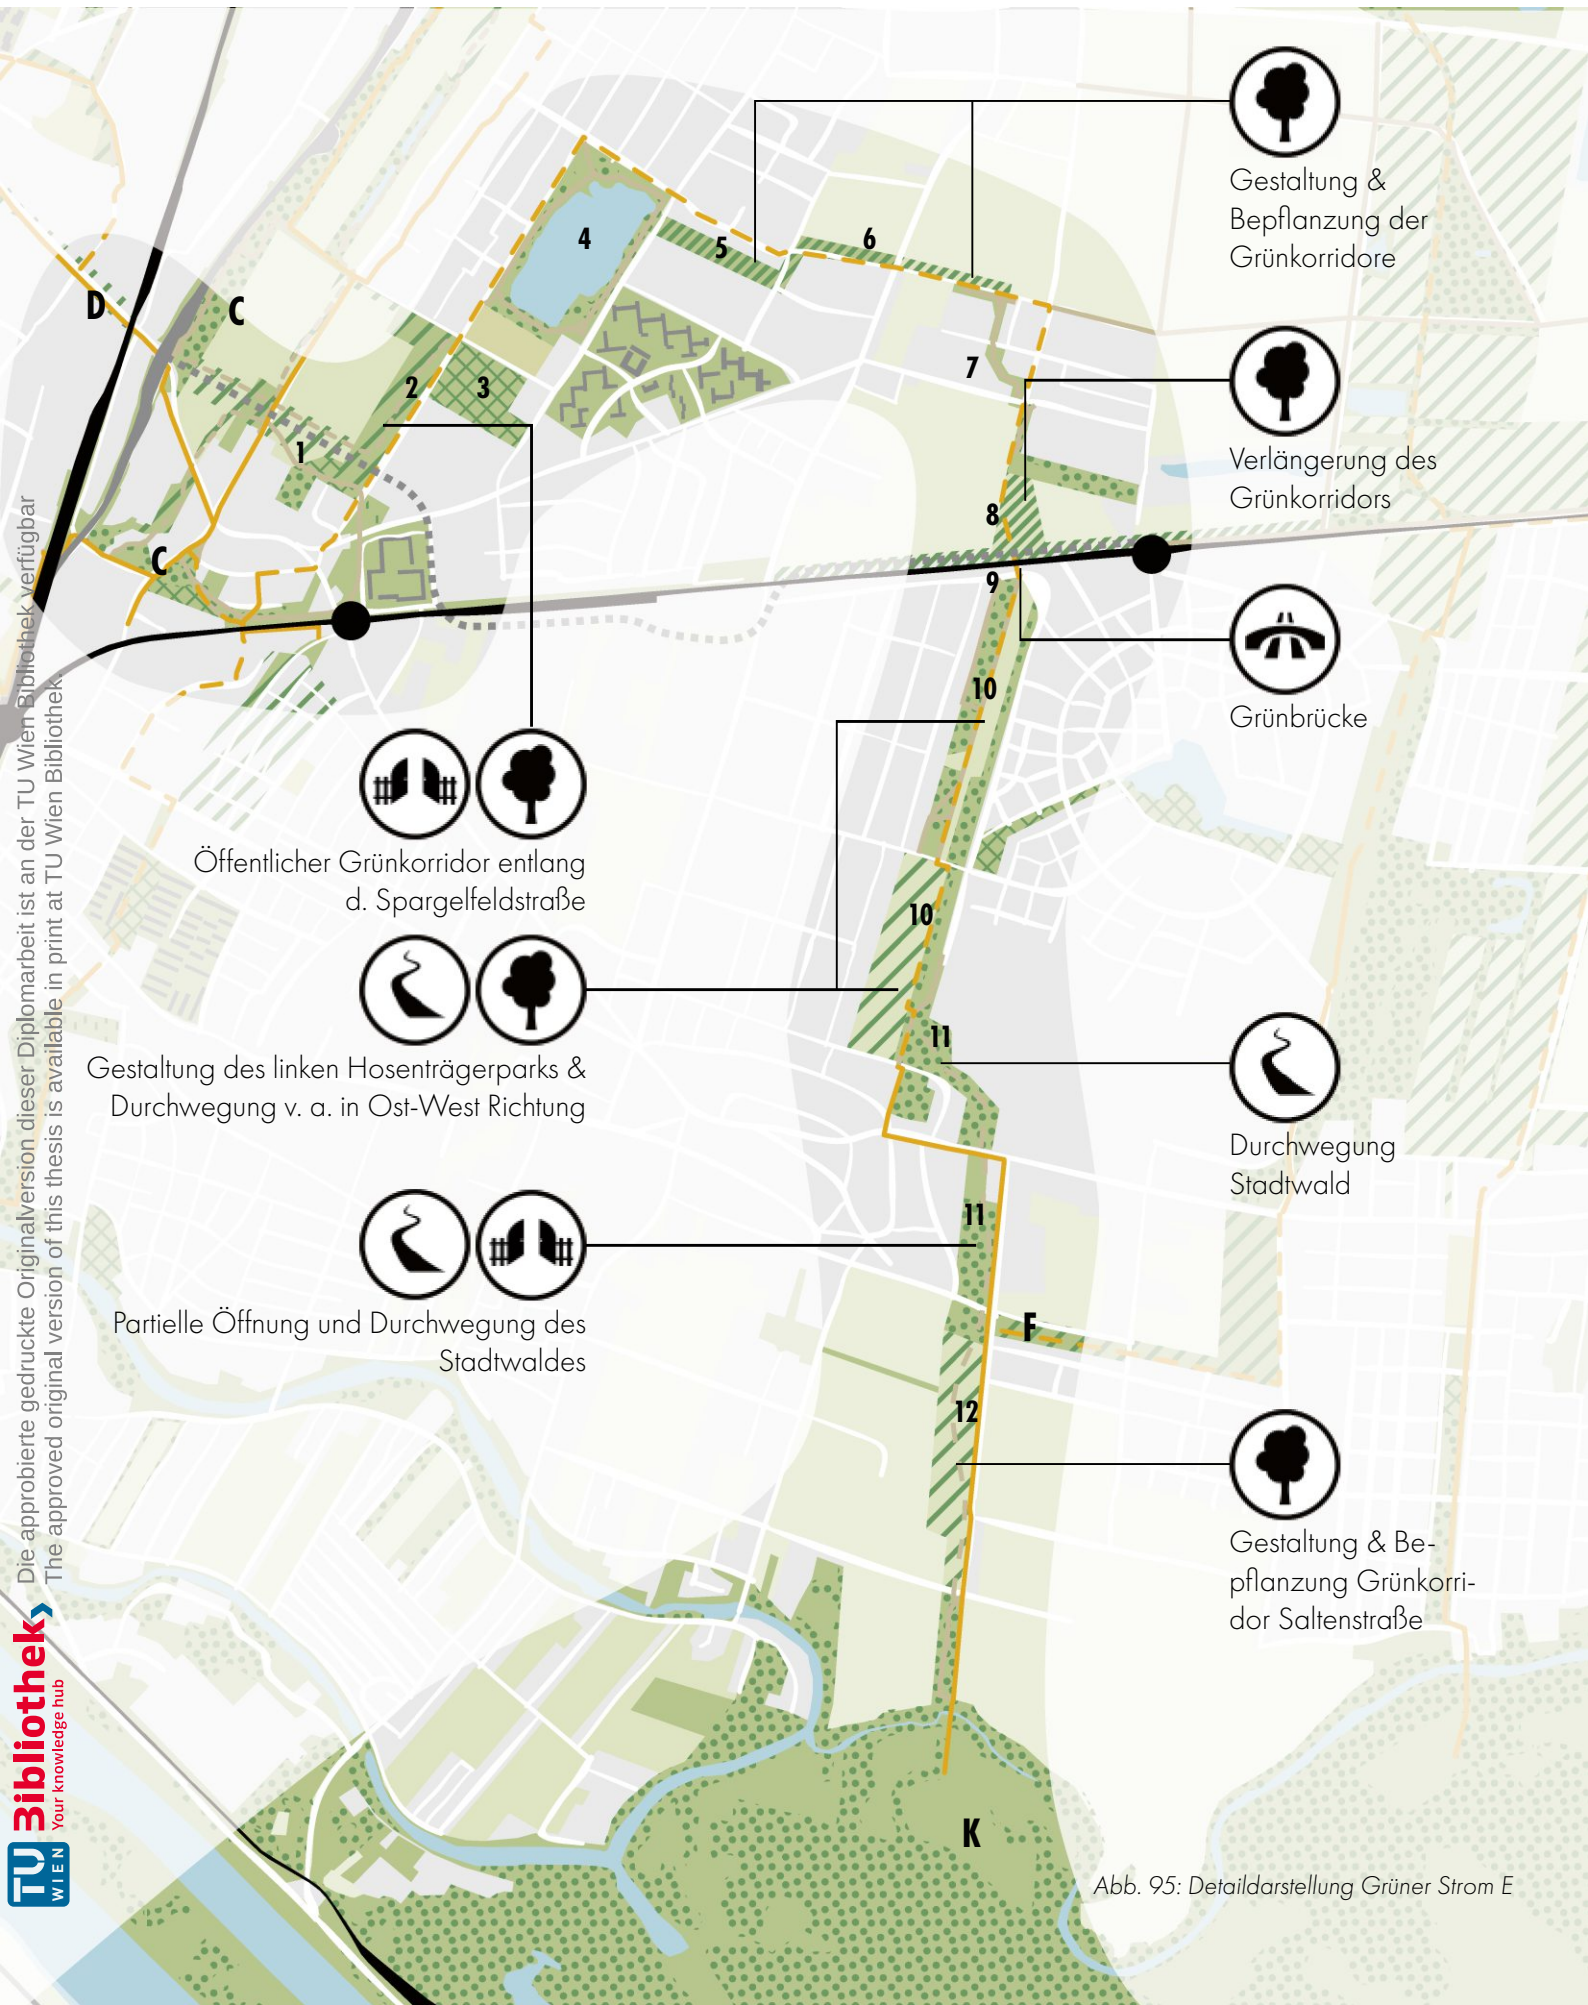 Gestaltung &
Bepflanzung der
Grünkorridore
4
5
6
D
C
7
2
3
Verlängerung des
Grünkorridors
1
8
C
9
10
Grünbrücke
Öffentlicher Grünkorridor entlang
d. Spargelfeldstraße
10
11
Gestaltung des linken Hosenträgerparks &
Durchwegung v. a. in Ost-West Richtung
Durchwegung
Stadtwald
11
Partielle Öffnung und Durchwegung des
Stadtwaldes
F
12
Gestaltung & Be-
pflanzung Grünkorri-
dor Saltenstraße
K
Abb. 95: Detaildarstellung Grüner Strom E
Die approbierte gedruckte Originalversion dieser Diplomarbeit ist an der TU Wien Bibliothek verfügbar
The approved original version of this thesis is available in print at TU Wien Bibliothek.
TU Bibliothek
WIEN Your knowledge hub